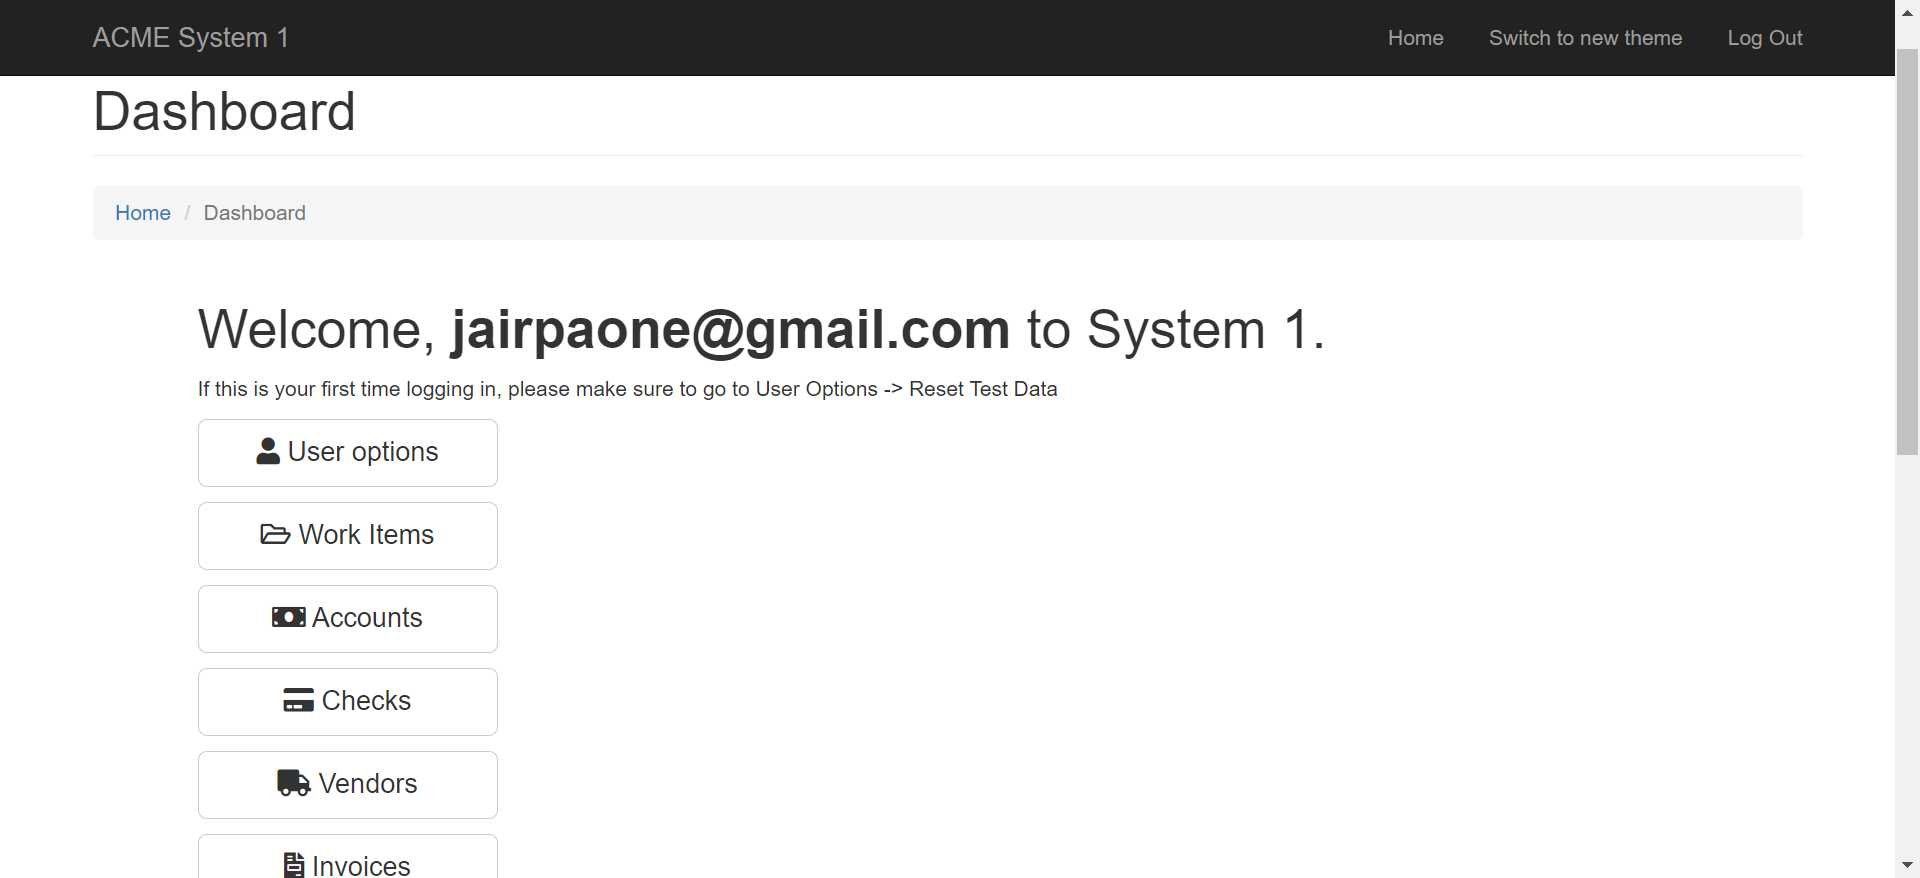 ACME System 1 Home Switch to new theme Log Out
Dashboard
Home / Dashboard
Welcome, jairpaone@gmail.com to System 1.
If this is your first time logging in, please make sure to go to User Options -> Reset Test Data
User options
Work Items
Accounts
Checks
Vendors
Invoices